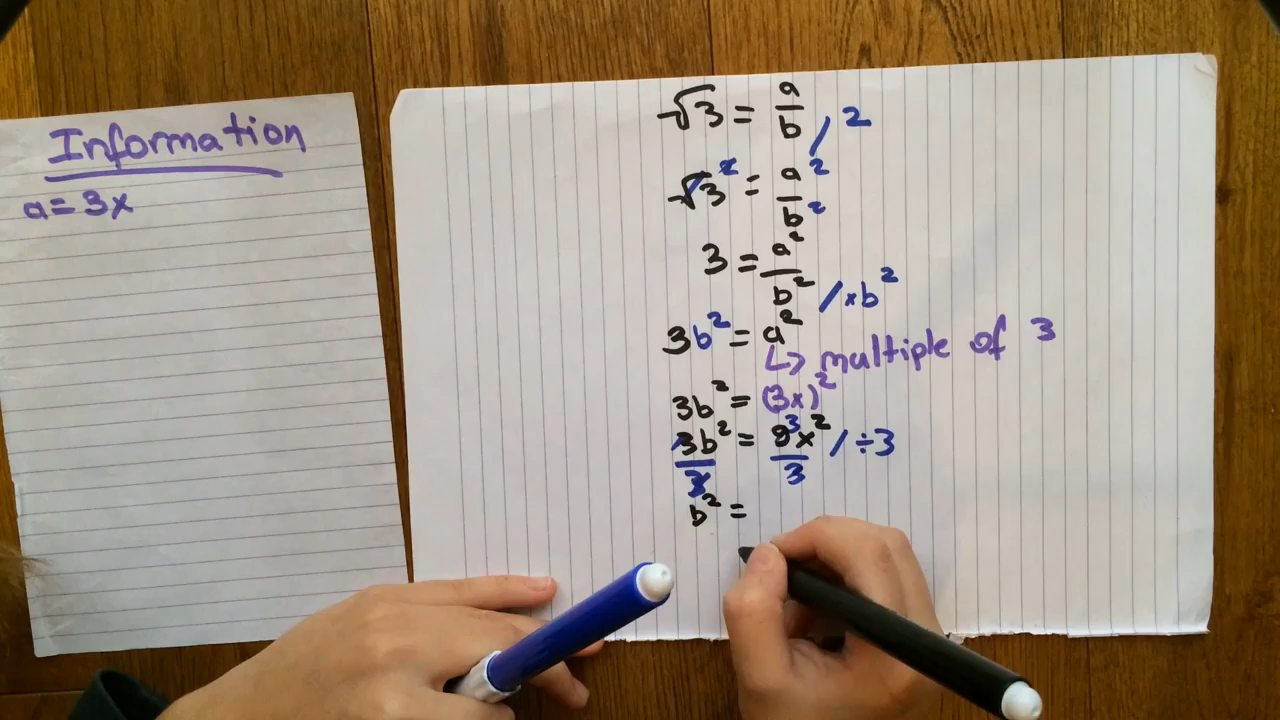 Information
a = 3x
√3 = a/b / 2
√3² = a²/b²
3 = a²/b² / ×b²
3b² = a²
↳ multiple of 3
3b² = (3x)²
3b²/3 = 9³x²/3 / ÷3
b² =